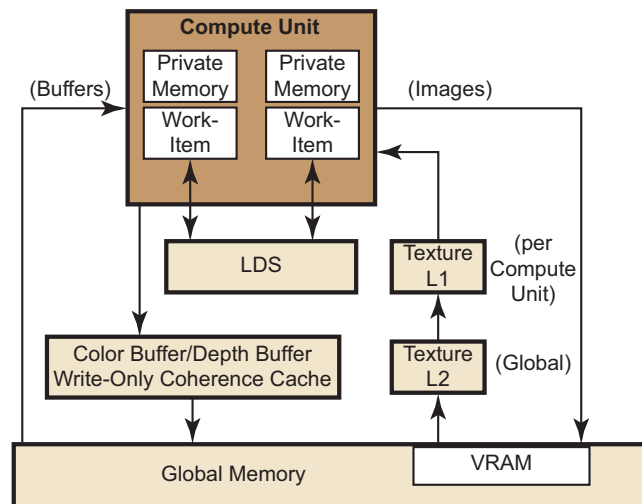 Compute Unit
Private
Memory
Private
Memory
(Buffers)
(Images)
Work-
Item
Work-
Item
LDS
Texture
L1
(per
Compute
Unit)
Color Buffer/Depth Buffer
Write-Only Coherence Cache
Texture
L2
(Global)
Global Memory
VRAM